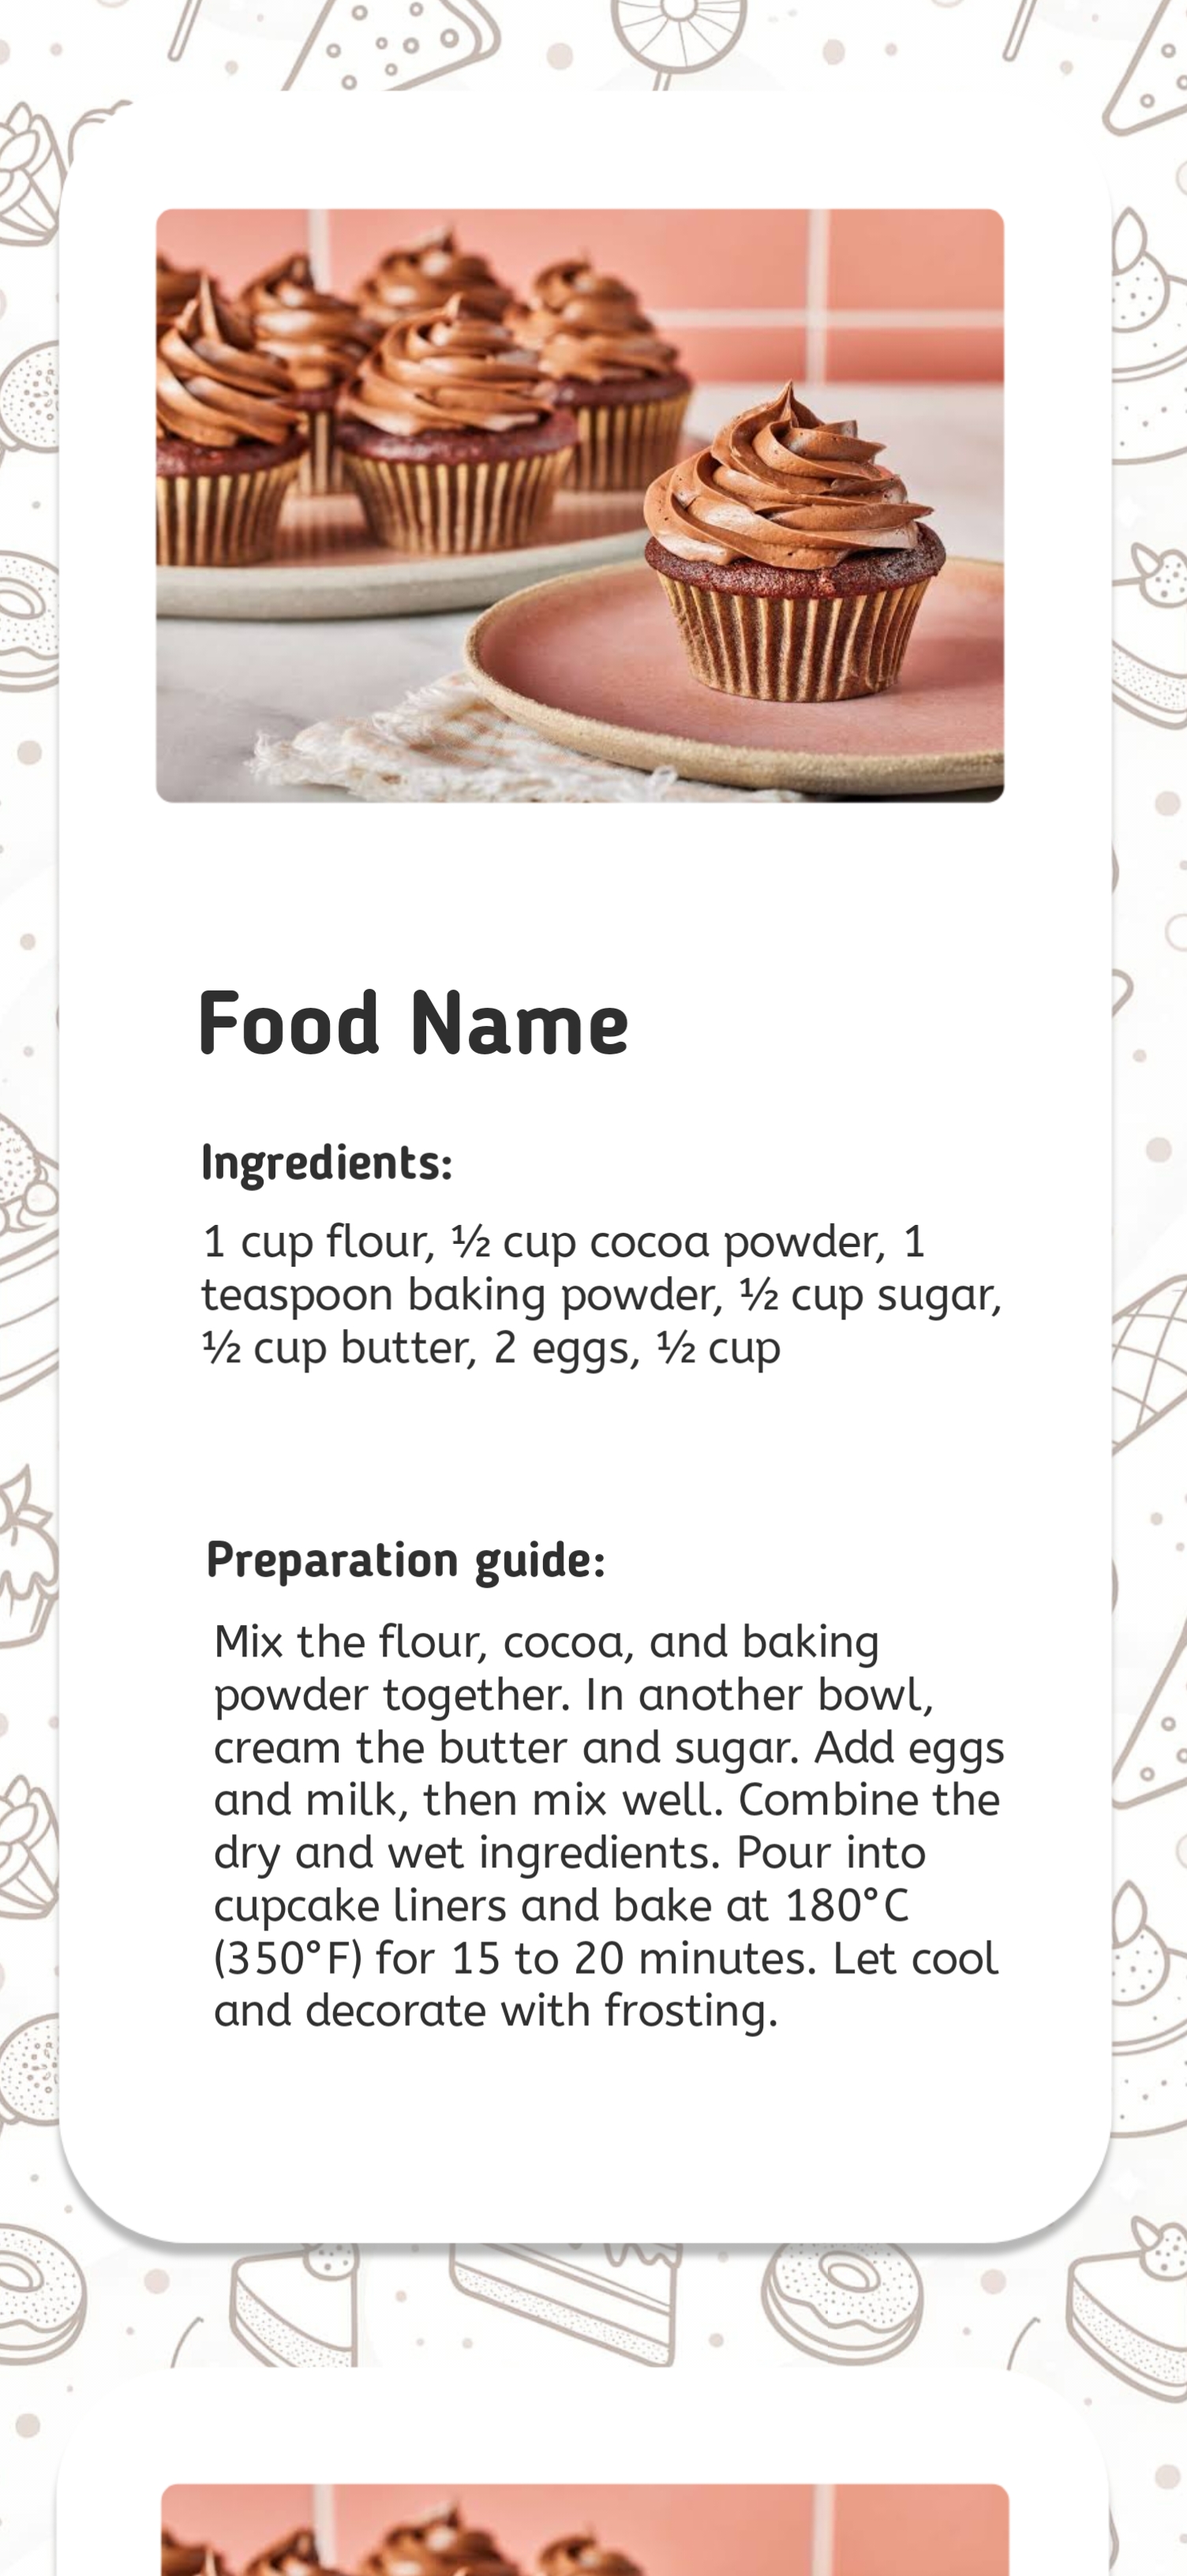 Food Name
Ingredients:
1 cup flour, ½ cup cocoa powder, 1
teaspoon baking powder, ½ cup sugar,
½ cup butter, 2 eggs, ½ cup
Preparation guide:
Mix the flour, cocoa, and baking
powder together. In another bowl,
cream the butter and sugar. Add eggs
and milk, then mix well. Combine the
dry and wet ingredients. Pour into
cupcake liners and bake at 180°C
(350°F) for 15 to 20 minutes. Let cool
and decorate with frosting.